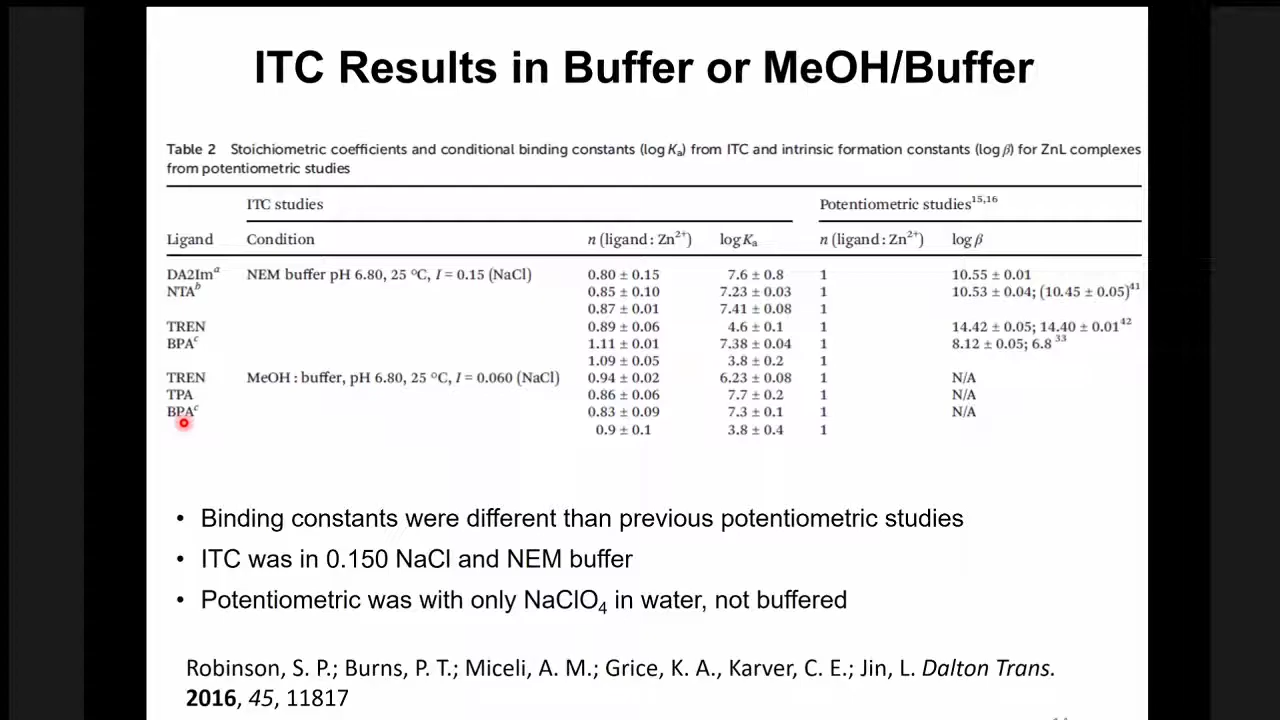 ITC Results in Buffer or MeOH/Buffer
Table 2 Stoichiometric coefficients and conditional binding constants (log Ka) from ITC and intrinsic formation constants (log β) for ZnL complexes
from potentiometric studies
ITC studies Potentiometric studies15,16
Ligand Condition n (ligand : Zn2+) log Ka n (ligand : Zn2+) log β
DA2Ima NEM buffer pH 6.80, 25 °C, I = 0.15 (NaCl) 0.80 ± 0.15 7.6 ± 0.8 1 10.55 ± 0.01
NTAb 0.85 ± 0.10 7.23 ± 0.03 1 10.53 ± 0.04; (10.45 ± 0.05)41
0.87 ± 0.01 7.41 ± 0.08 1
TREN 0.89 ± 0.06 4.6 ± 0.1 1 14.42 ± 0.05; 14.40 ± 0.0142
BPAc 1.11 ± 0.01 7.38 ± 0.04 1 8.12 ± 0.05; 6.8 33
1.09 ± 0.05 3.8 ± 0.2 1
TREN MeOH : buffer, pH 6.80, 25 °C, I = 0.060 (NaCl) 0.94 ± 0.02 6.23 ± 0.08 1 N/A
TPA 0.86 ± 0.06 7.7 ± 0.2 1 N/A
BPAc 0.83 ± 0.09 7.3 ± 0.1 1 N/A
0.9 ± 0.1 3.8 ± 0.4 1
• Binding constants were different than previous potentiometric studies
• ITC was in 0.150 NaCl and NEM buffer
• Potentiometric was with only NaClO4 in water, not buffered
Robinson, S. P.; Burns, P. T.; Miceli, A. M.; Grice, K. A., Karver, C. E.; Jin, L. Dalton Trans.
2016, 45, 11817